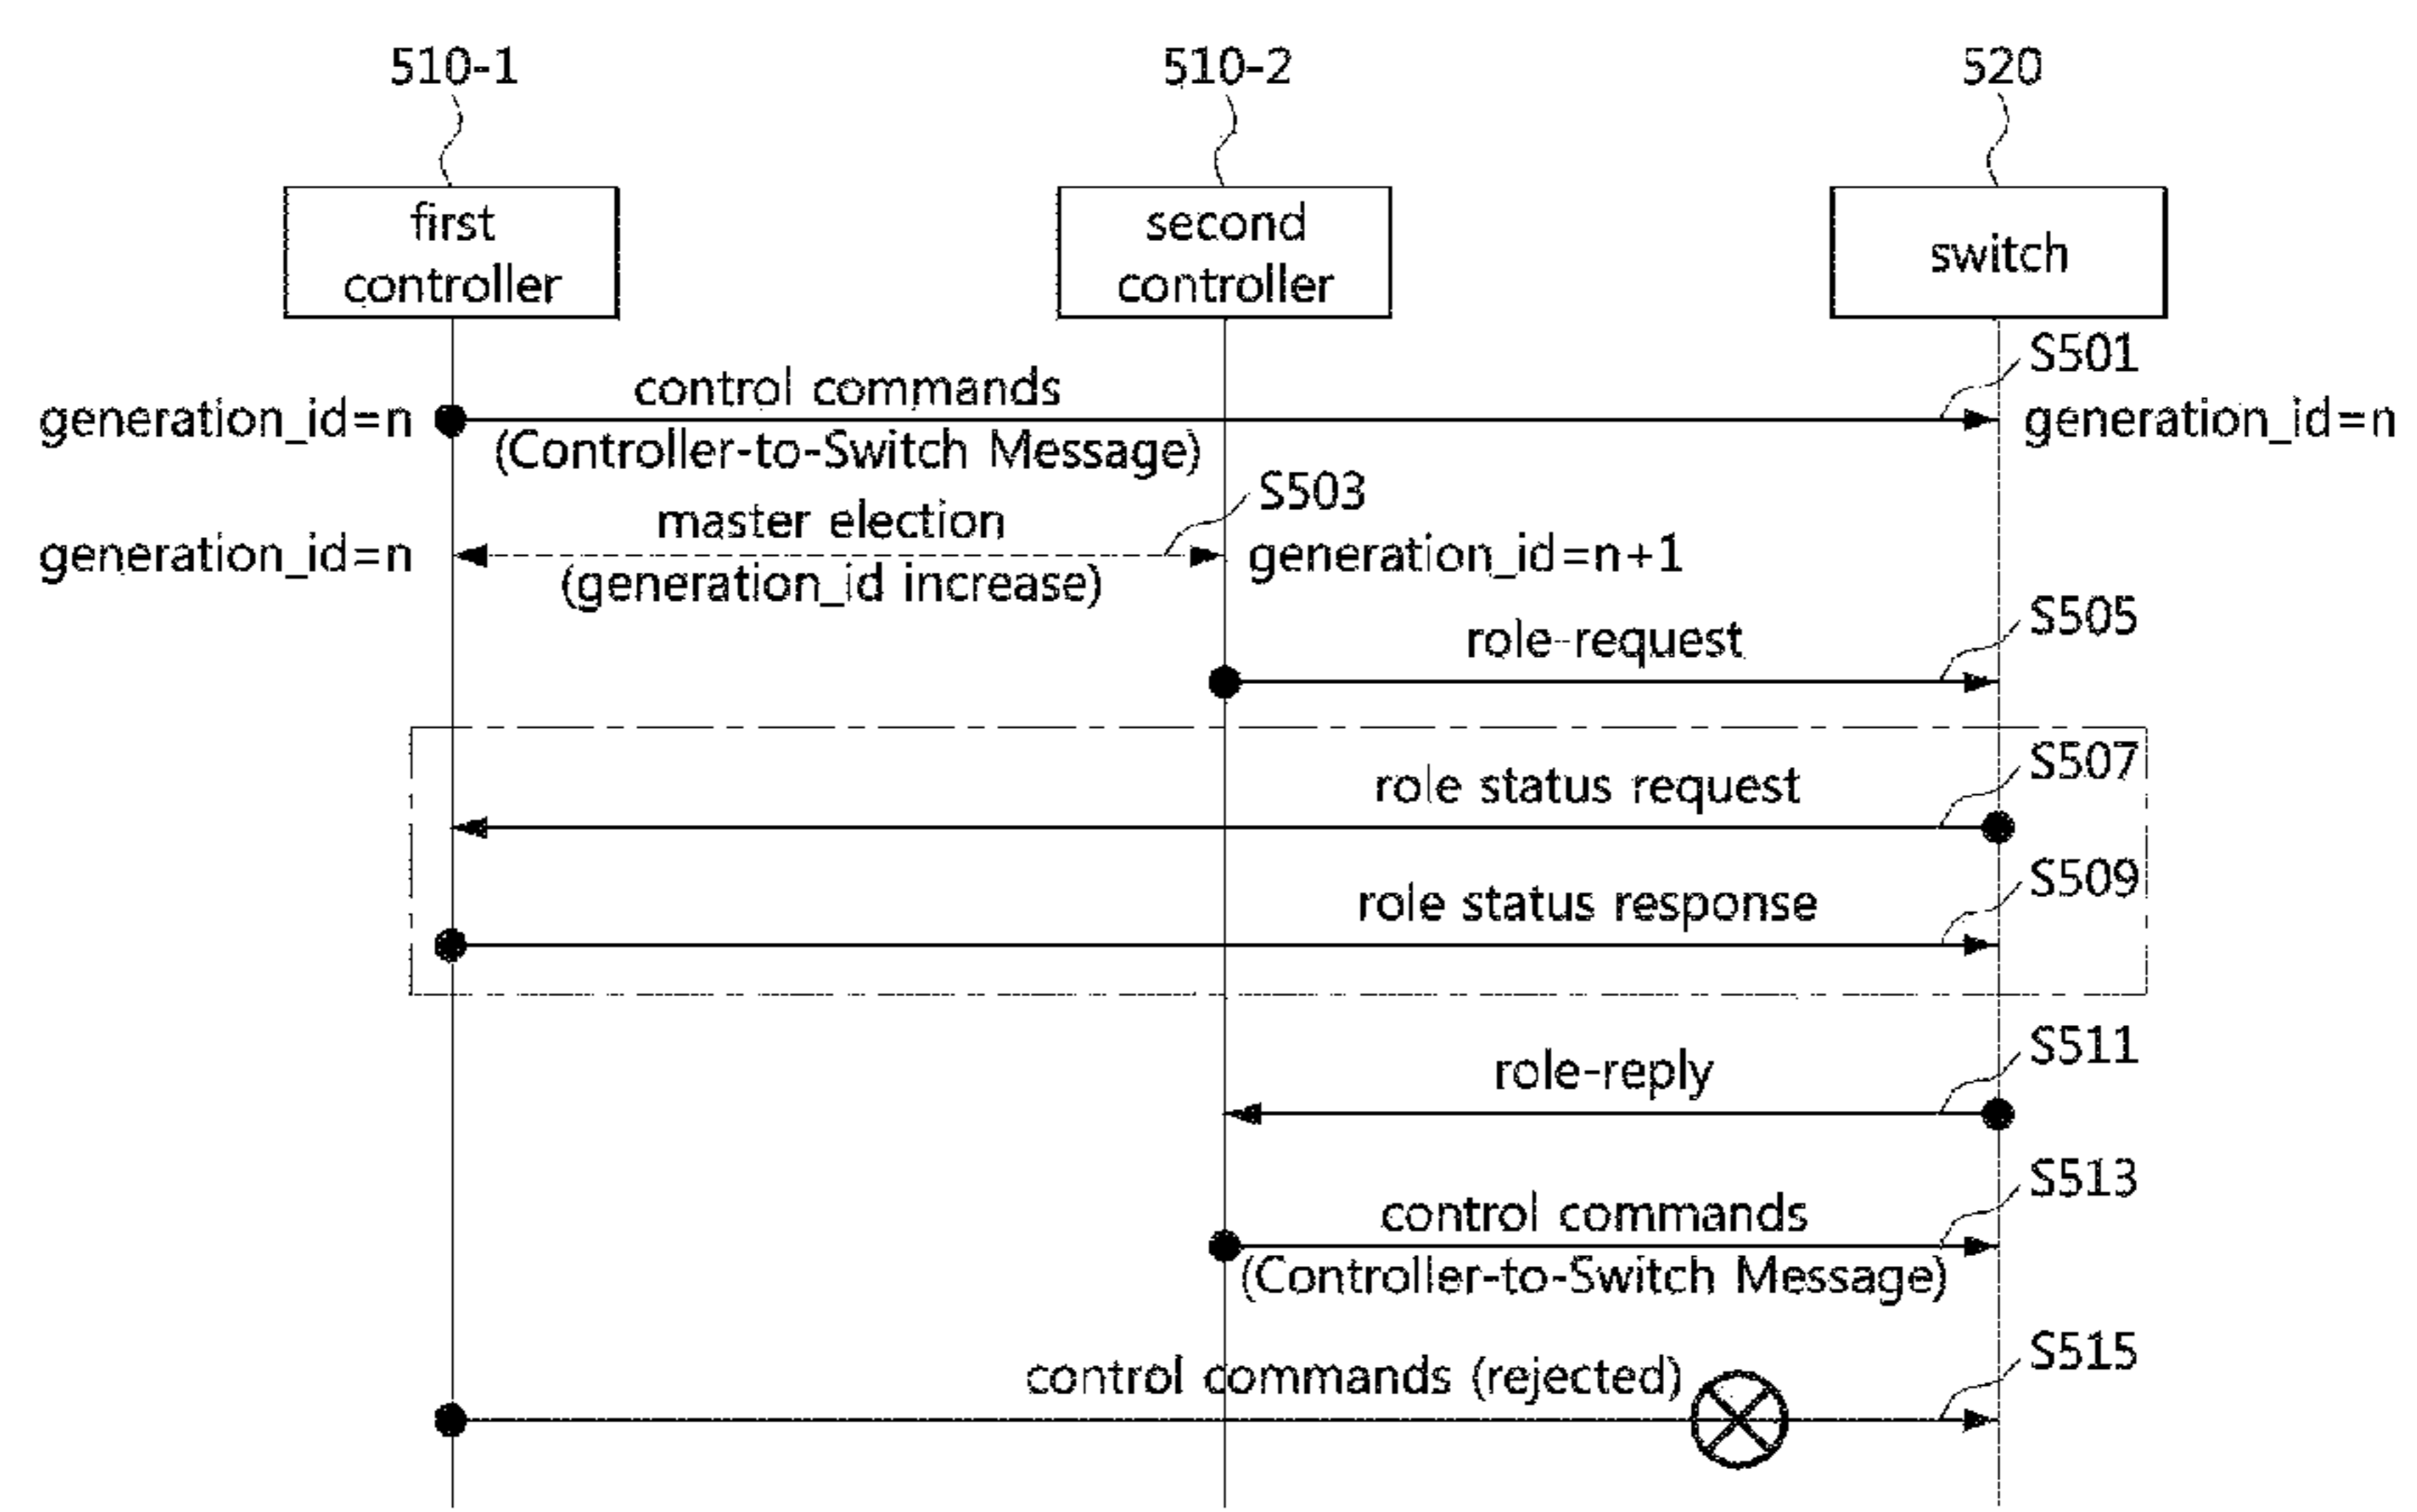 510-1
510-2
520
first
controller
second
controller
switch
S501
control commands
generation_id=n
generation_id=n
(Controller-to-Switch Message)
S503
master election
generation_id=n
generation_id=n+1
(generation_id increase)
S505
role-request
S507
role status request
S509
role status response
S511
role-reply
S513
control commands
(Controller-to-Switch Message)
S515
control commands (rejected)